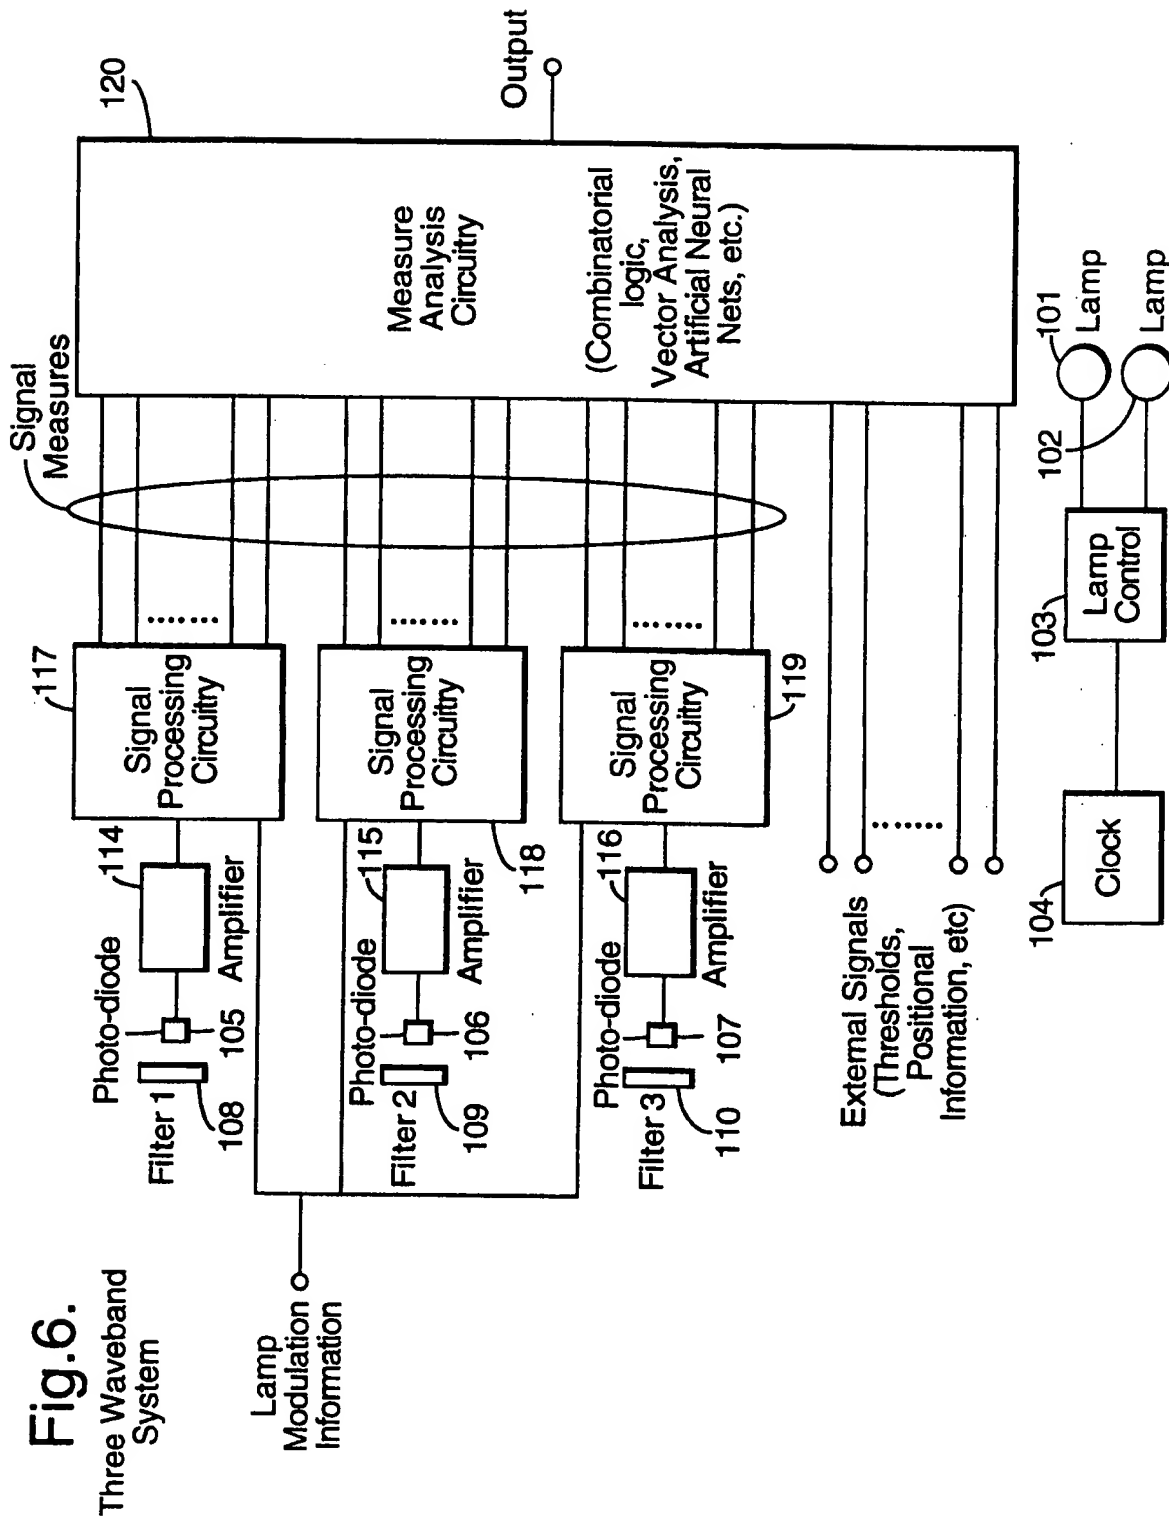 Fig.6.
Three Waveband
System
Lamp
Modulation
Information
Filter 1
108
Photo-diode
105
114
Amplifier
117
Signal
Processing
Circuitry
Filter 2
109
Photo-diode
106
115
Amplifier
118
Signal
Processing
Circuitry
Filter 3
110
Photo-diode
107
116
Amplifier
119
Signal
Processing
Circuitry
Signal
Measures
120
Measure
Analysis
Circuitry
(Combinatorial
logic,
Vector Analysis,
Artificial Neural
Nets, etc.)
Output
External Signals
(Thresholds,
Positional
Information, etc)
104
Clock
103
Lamp
Control
101
Lamp
102
Lamp